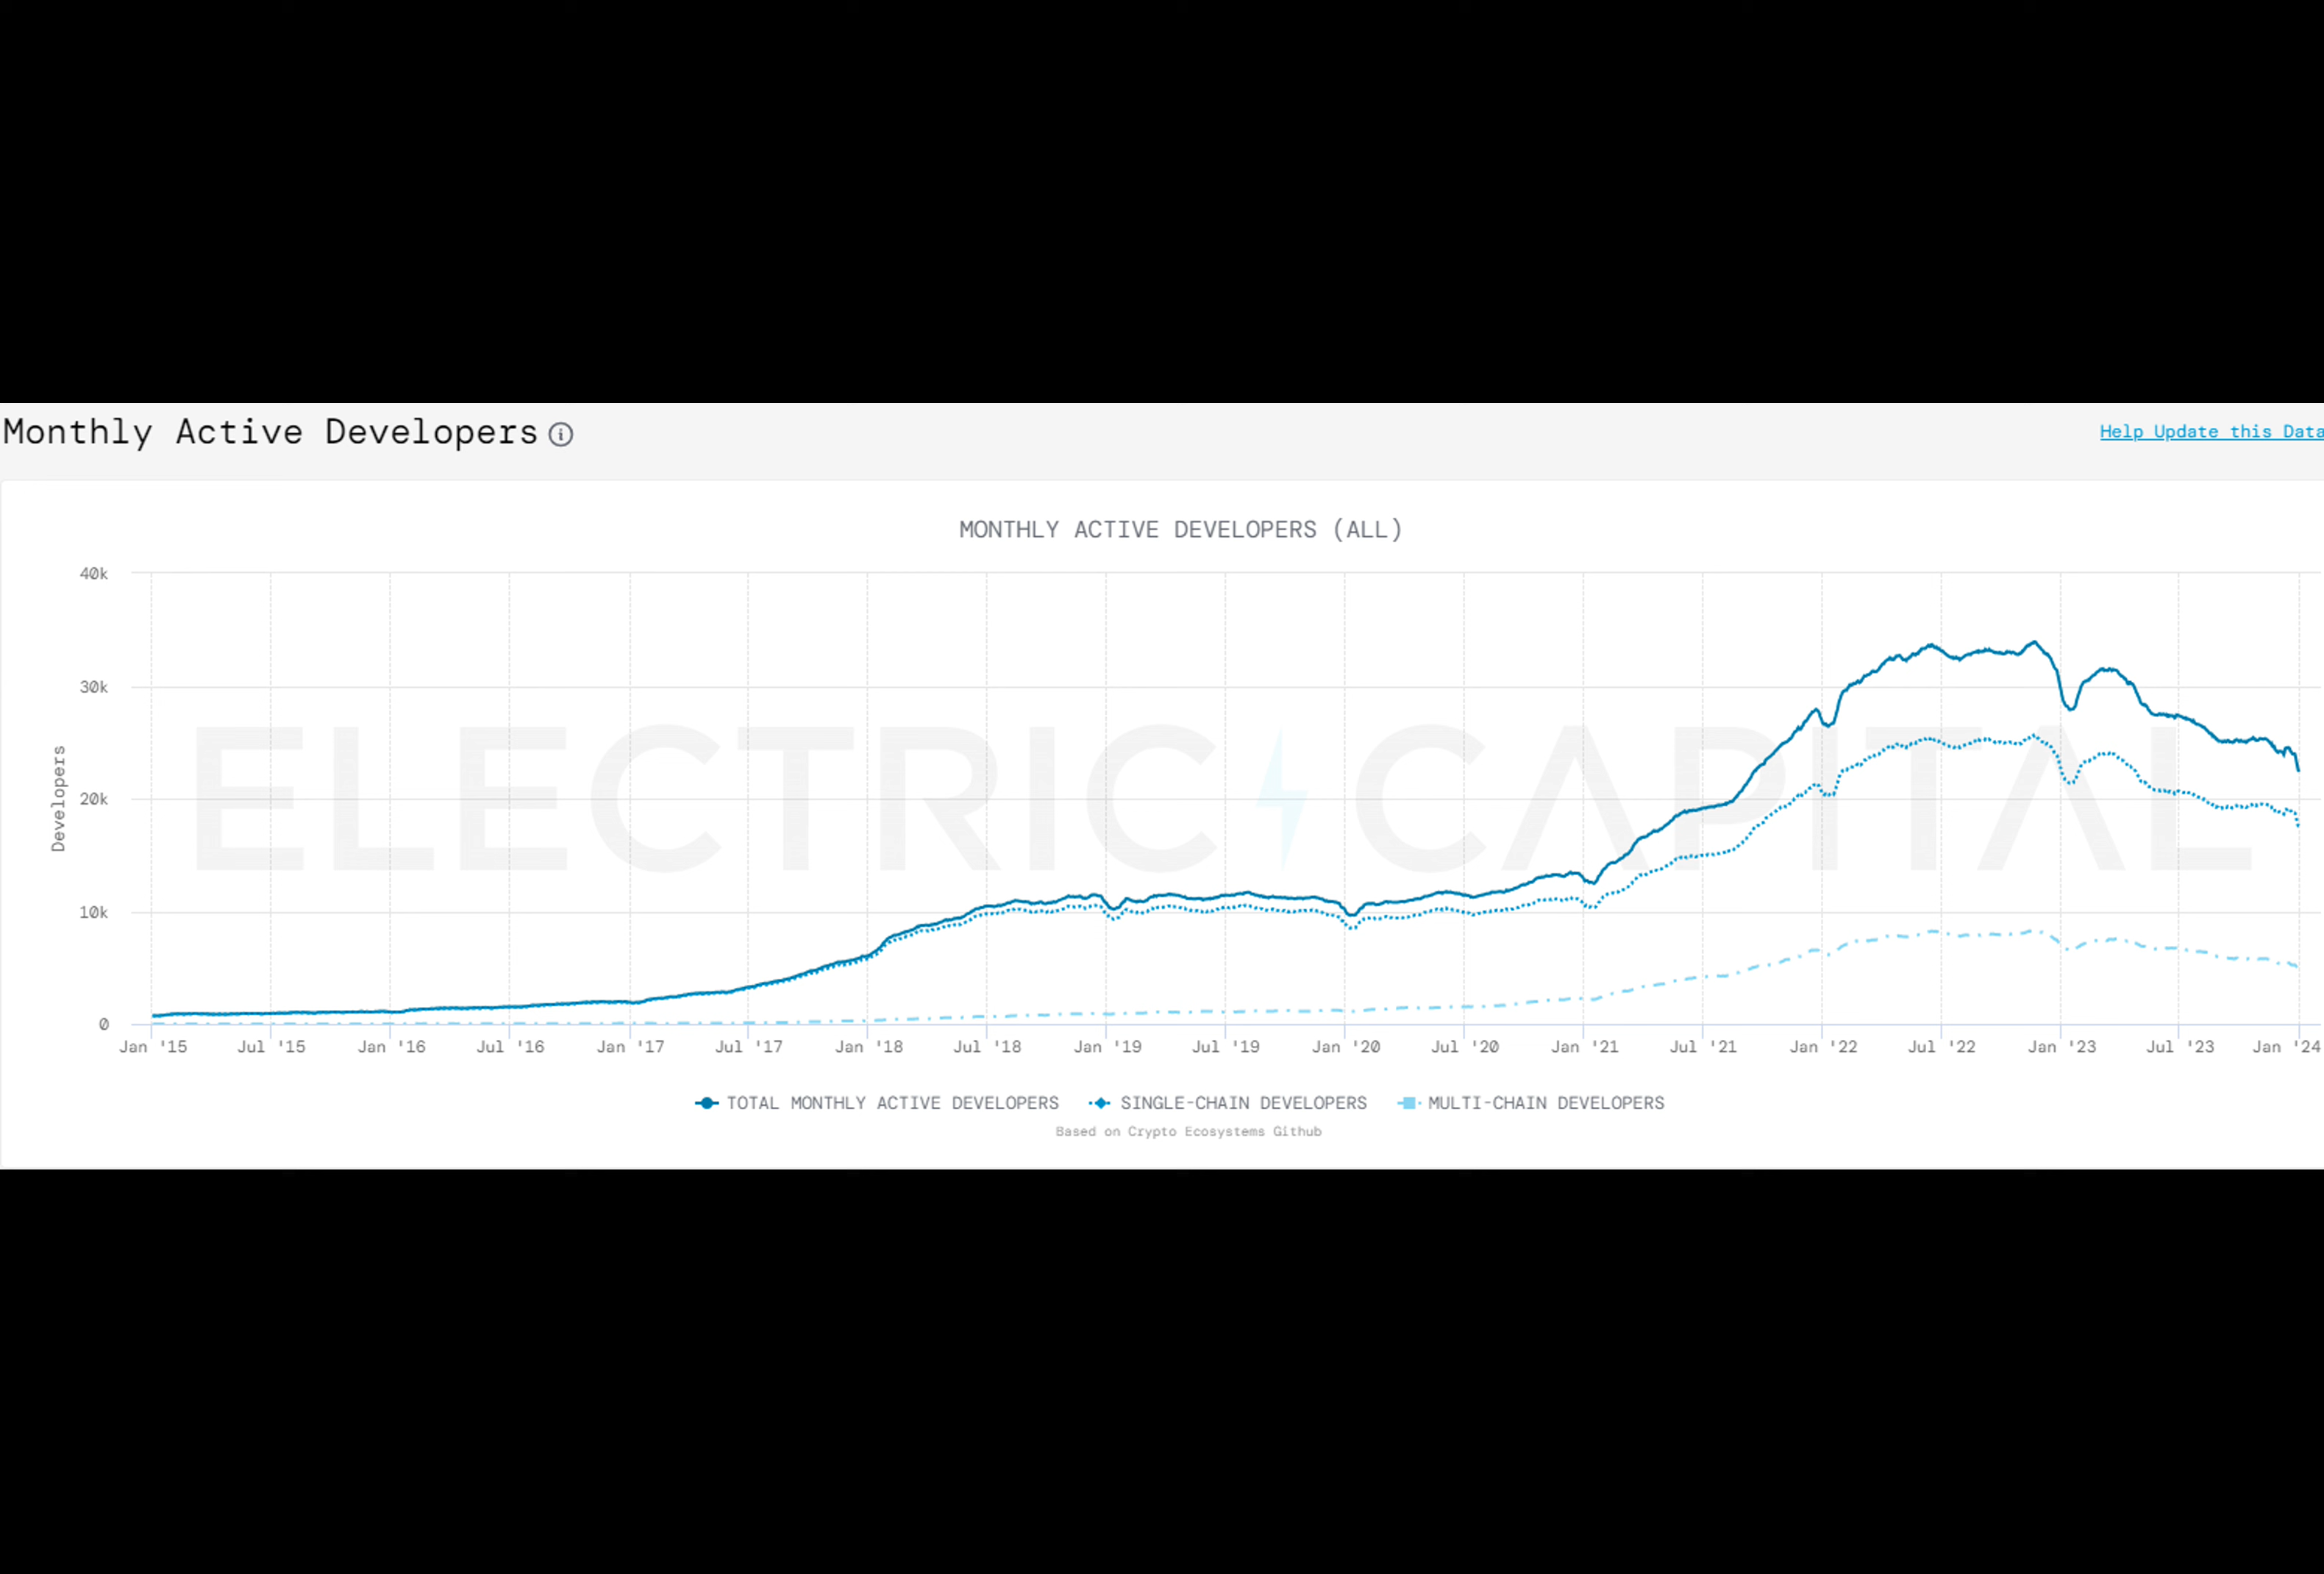 Monthly Active Developers
Help Update this Data
MONTHLY ACTIVE DEVELOPERS (ALL)
40k
30k
20k
10k
0
Developers
ELECTRIC CAPITAL
Jan '15 Jul '15 Jan '16 Jul '16 Jan '17 Jul '17 Jan '18 Jul '18 Jan '19 Jul '19 Jan '20 Jul '20 Jan '21 Jul '21 Jan '22 Jul '22 Jan '23 Jul '23 Jan '24
TOTAL MONTHLY ACTIVE DEVELOPERS SINGLE-CHAIN DEVELOPERS MULTI-CHAIN DEVELOPERS
Based on Crypto Ecosystems Github